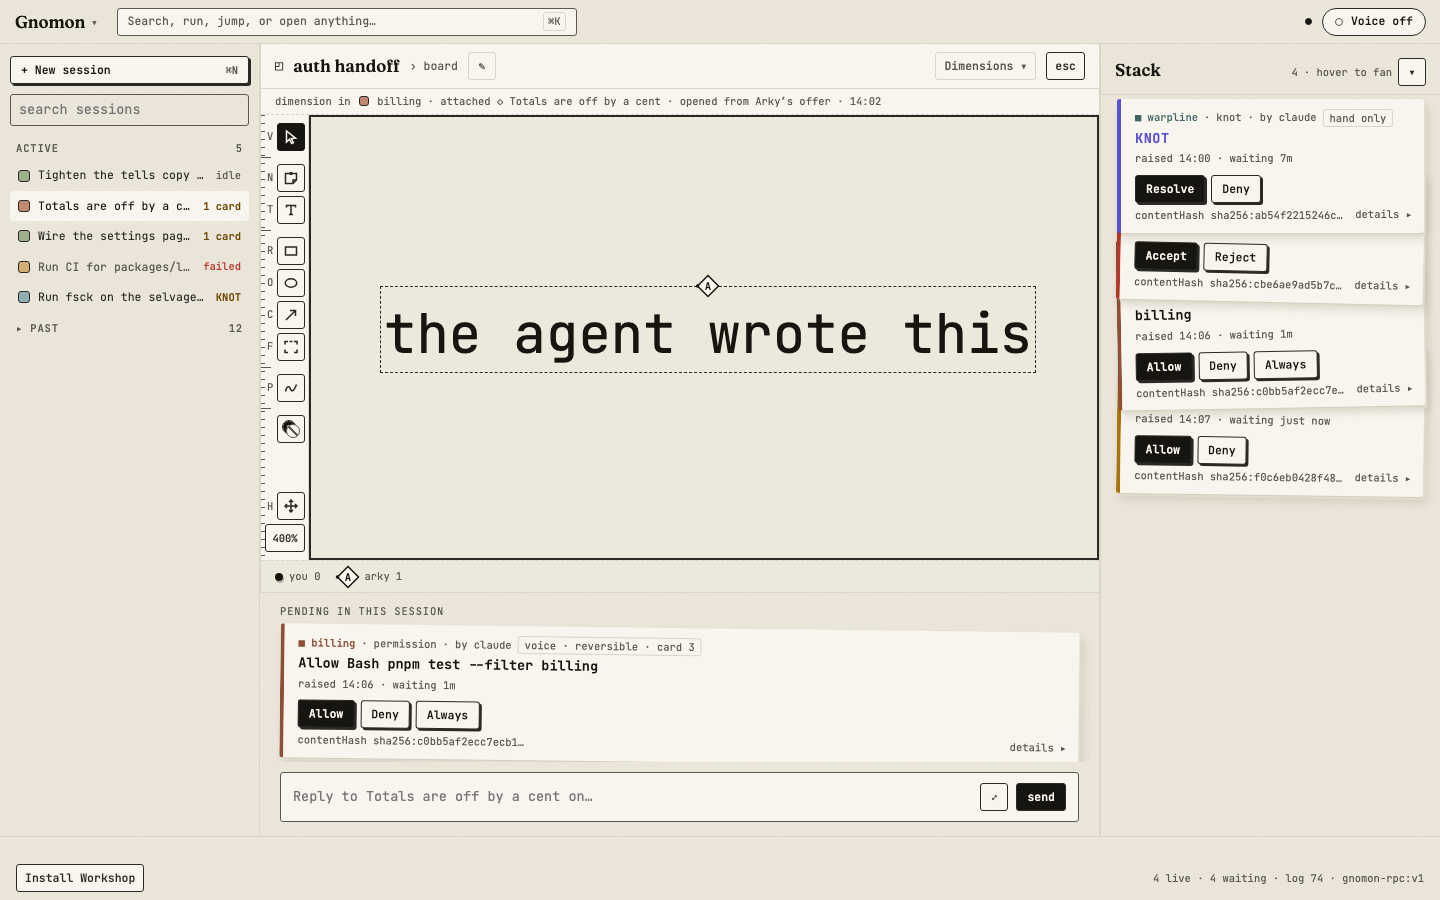 Gnomon ▾
Search, run, jump, or open anything…
⌘K
Voice off
+ New session
⌘N
search sessions
ACTIVE 5
Tighten the tells copy … idle
Totals are off by a c… 1 card
Wire the settings pag… 1 card
Run CI for packages/l… failed
Run fsck on the selvage… KNOT
▸ PAST 12
auth handoff › board
Dimensions ▾
esc
dimension in billing · attached ◇ Totals are off by a cent · opened from Arky’s offer · 14:02
V
N
T
R
O
C
F
P
H
400%
A
the agent wrote this
you 0
A
arky 1
PENDING IN THIS SESSION
■ billing · permission · by claude voice · reversible · card 3
Allow Bash pnpm test --filter billing
raised 14:06 · waiting 1m
Allow Deny Always
contentHash sha256:c0bb5af2ecc7ecb1…
details ▸
Reply to Totals are off by a cent on…
send
Stack
4 · hover to fan
▾
■ warpline · knot · by claude hand only
KNOT
raised 14:00 · waiting 7m
Resolve Deny
contentHash sha256:ab54f2215246c… details ▸
Accept Reject
contentHash sha256:cbe6ae9ad5b7c… details ▸
billing
raised 14:06 · waiting 1m
Allow Deny Always
contentHash sha256:c0bb5af2ecc7e… details ▸
raised 14:07 · waiting just now
Allow Deny
contentHash sha256:f0c6eb0428f48… details ▸
Install Workshop
4 live · 4 waiting · log 74 · gnomon-rpc:v1